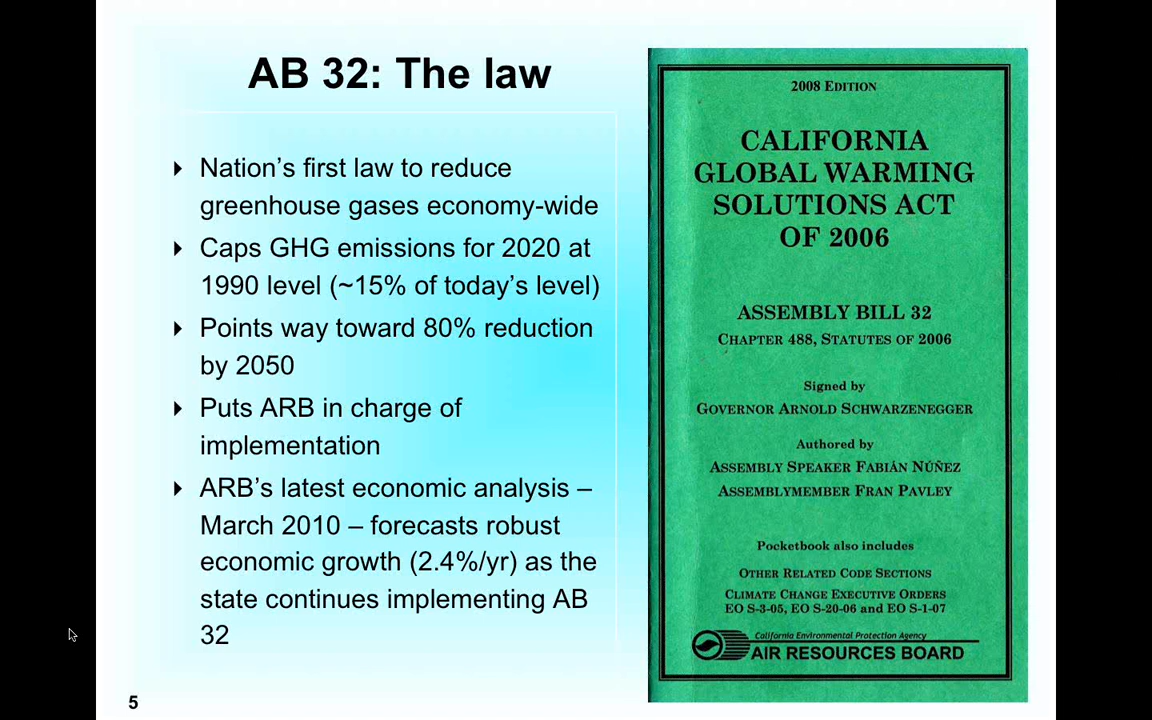 AB 32: The law
Nation’s first law to reduce
greenhouse gases economy-wide
Caps GHG emissions for 2020 at
1990 level (~15% of today’s level)
Points way toward 80% reduction
by 2050
Puts ARB in charge of
implementation
ARB’s latest economic analysis –
March 2010 – forecasts robust
economic growth (2.4%/yr) as the
state continues implementing AB
32
5
2008 EDITION
CALIFORNIA
GLOBAL WARMING
SOLUTIONS ACT
OF 2006
ASSEMBLY BILL 32
CHAPTER 488, STATUTES OF 2006
Signed by
GOVERNOR ARNOLD SCHWARZENEGGER
Authored by
ASSEMBLY SPEAKER FABIÁN NÚÑEZ
ASSEMBLYMEMBER FRAN PAVLEY
Pocketbook also includes
OTHER RELATED CODE SECTIONS
CLIMATE CHANGE EXECUTIVE ORDERS
EO S-3-05, EO S-20-06 and EO S-1-07
California Environmental Protection Agency
AIR RESOURCES BOARD